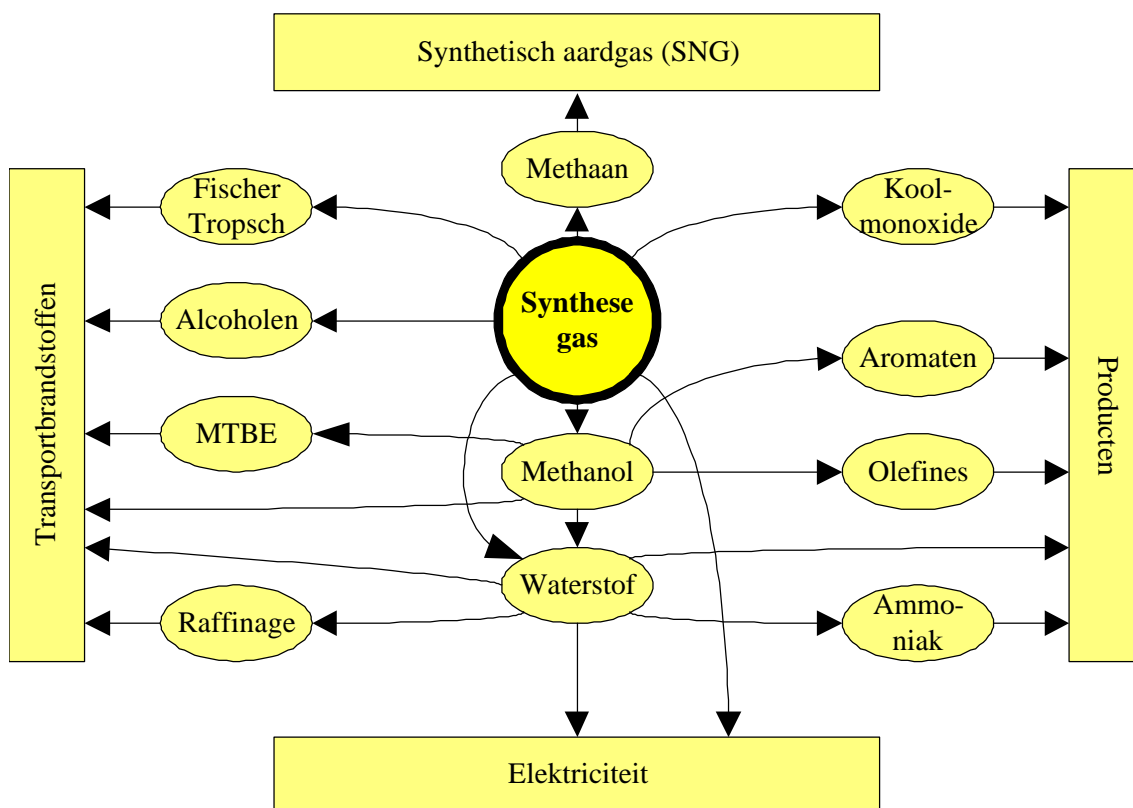 Synthetisch aardgas (SNG)
Methaan
Fischer
Tropsch
Kool-
monoxide
Synthese
gas
Alcoholen
Aromaten
Transportbrandstoffen
Producten
MTBE
Methanol
Olefines
Waterstof
Raffinage
Ammo-
niak
Elektriciteit